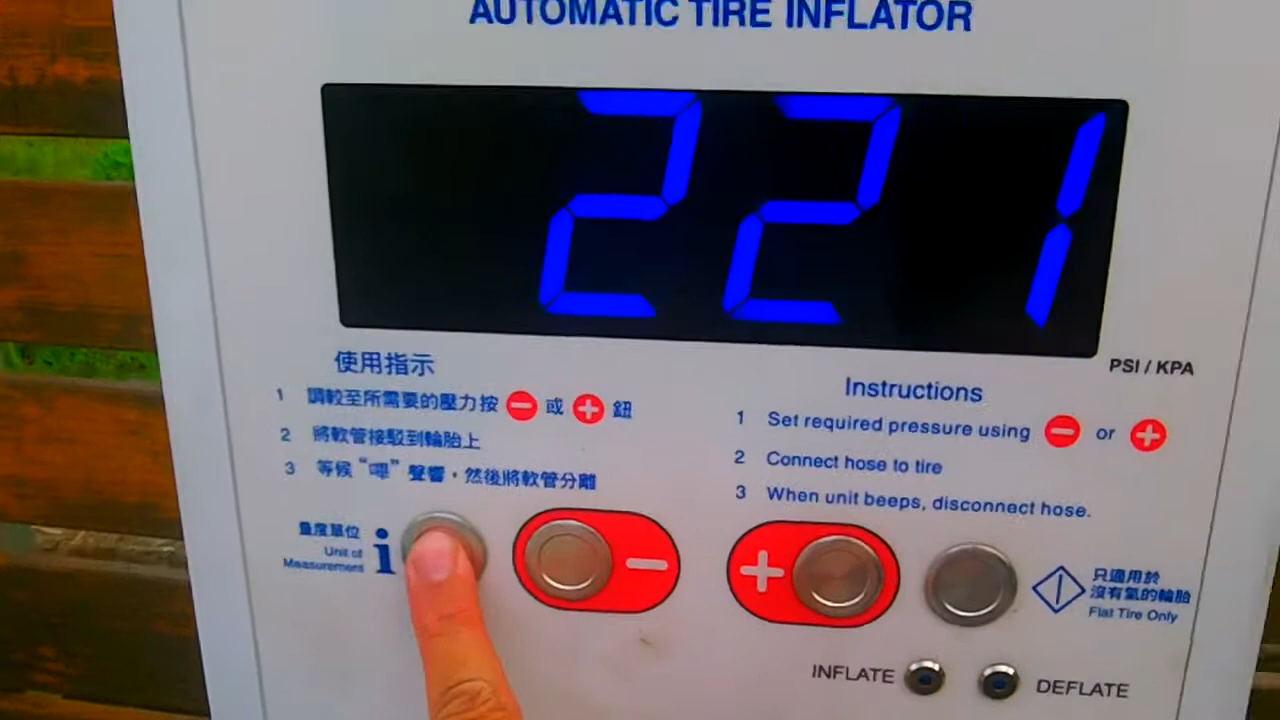 AUTOMATIC TIRE INFLATOR
221
PSI / KPA
使用指示
1 調較至所需要的壓力按 − 或 + 鈕
2 將軟管接駁到輪胎上
3 等候“嗶”聲響，然後將軟管分離
Instructions
1 Set required pressure using − or +
2 Connect hose to tire
3 When unit beeps, disconnect hose.
量度單位
Unit of
Measurement
i
−
+
只適用於
沒有氣的輪胎
Flat Tire Only
INFLATE
DEFLATE